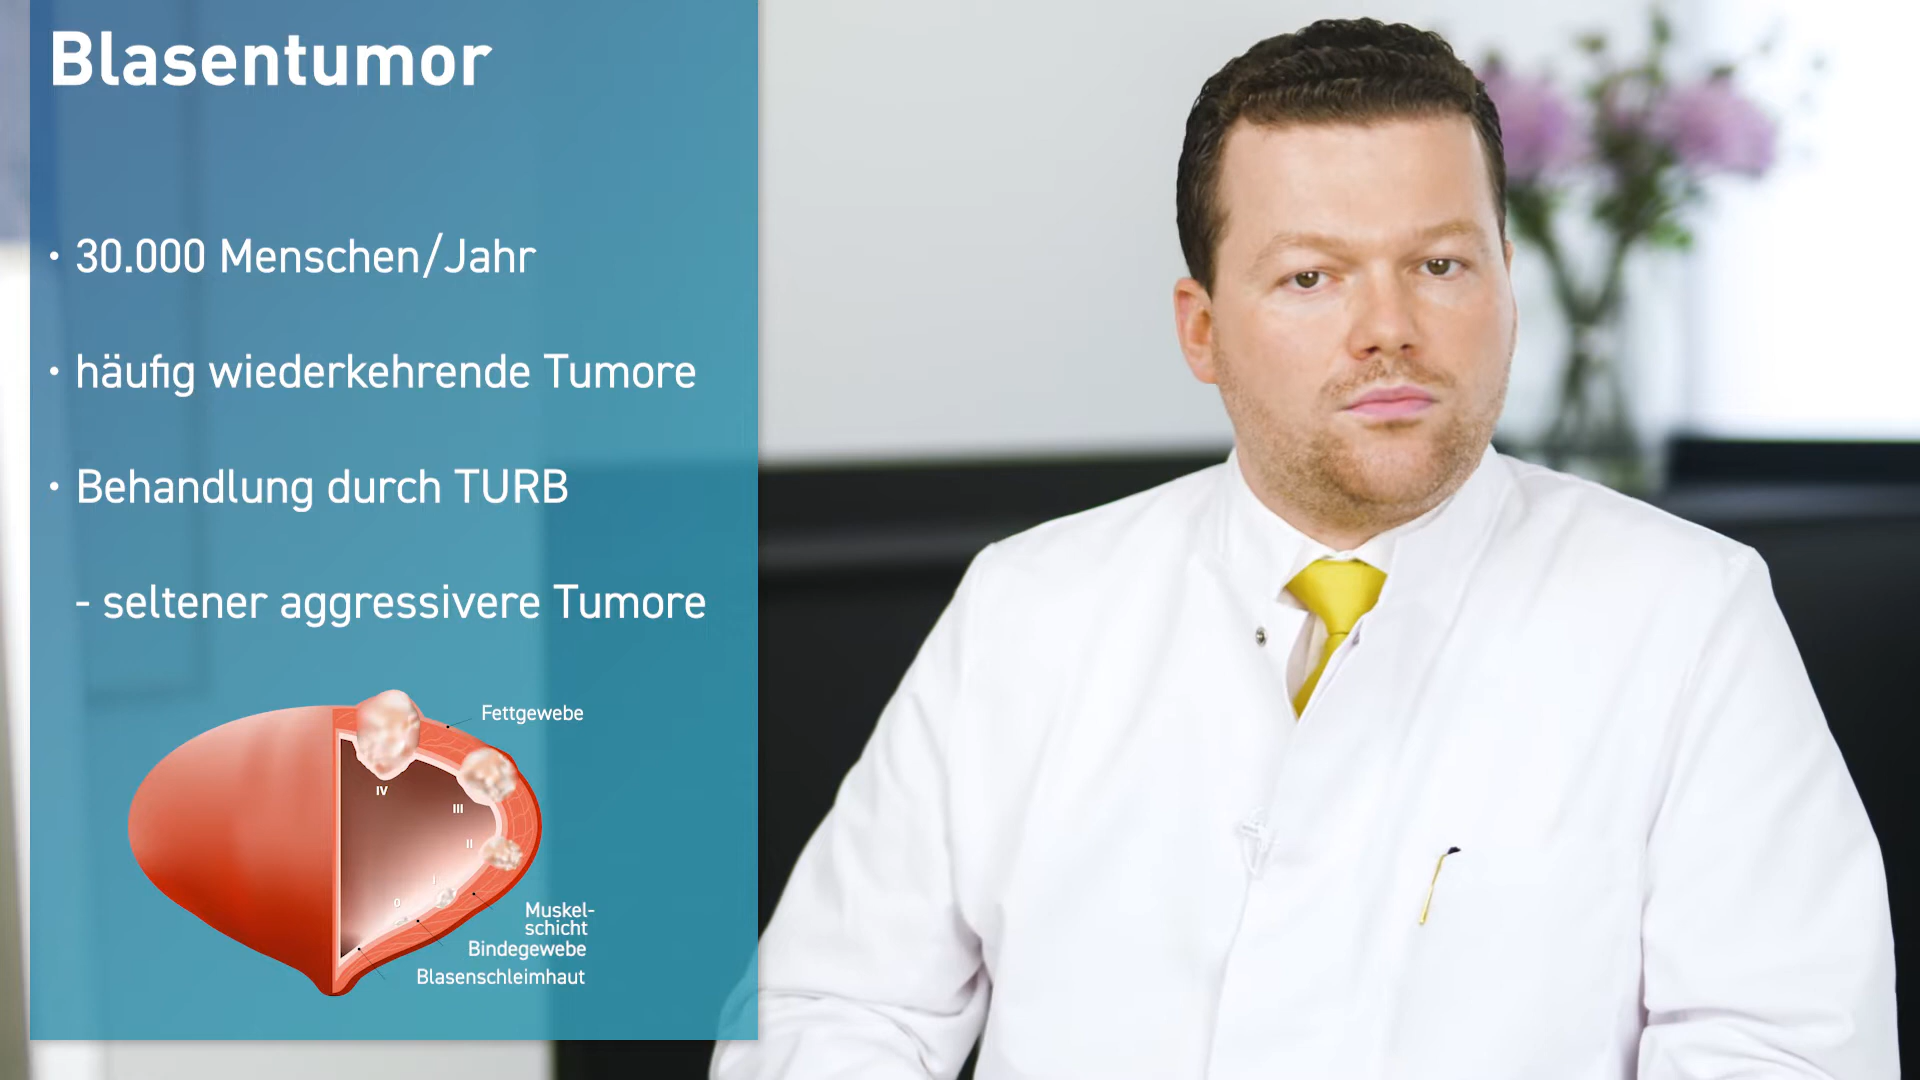 Blasentumor
· 30.000 Menschen/Jahr
· häufig wiederkehrende Tumore
· Behandlung durch TURB
- seltener aggressivere Tumore
Fettgewebe
IV
III
II
I
0
Muskel-
schicht
Bindegewebe
Blasenschleimhaut